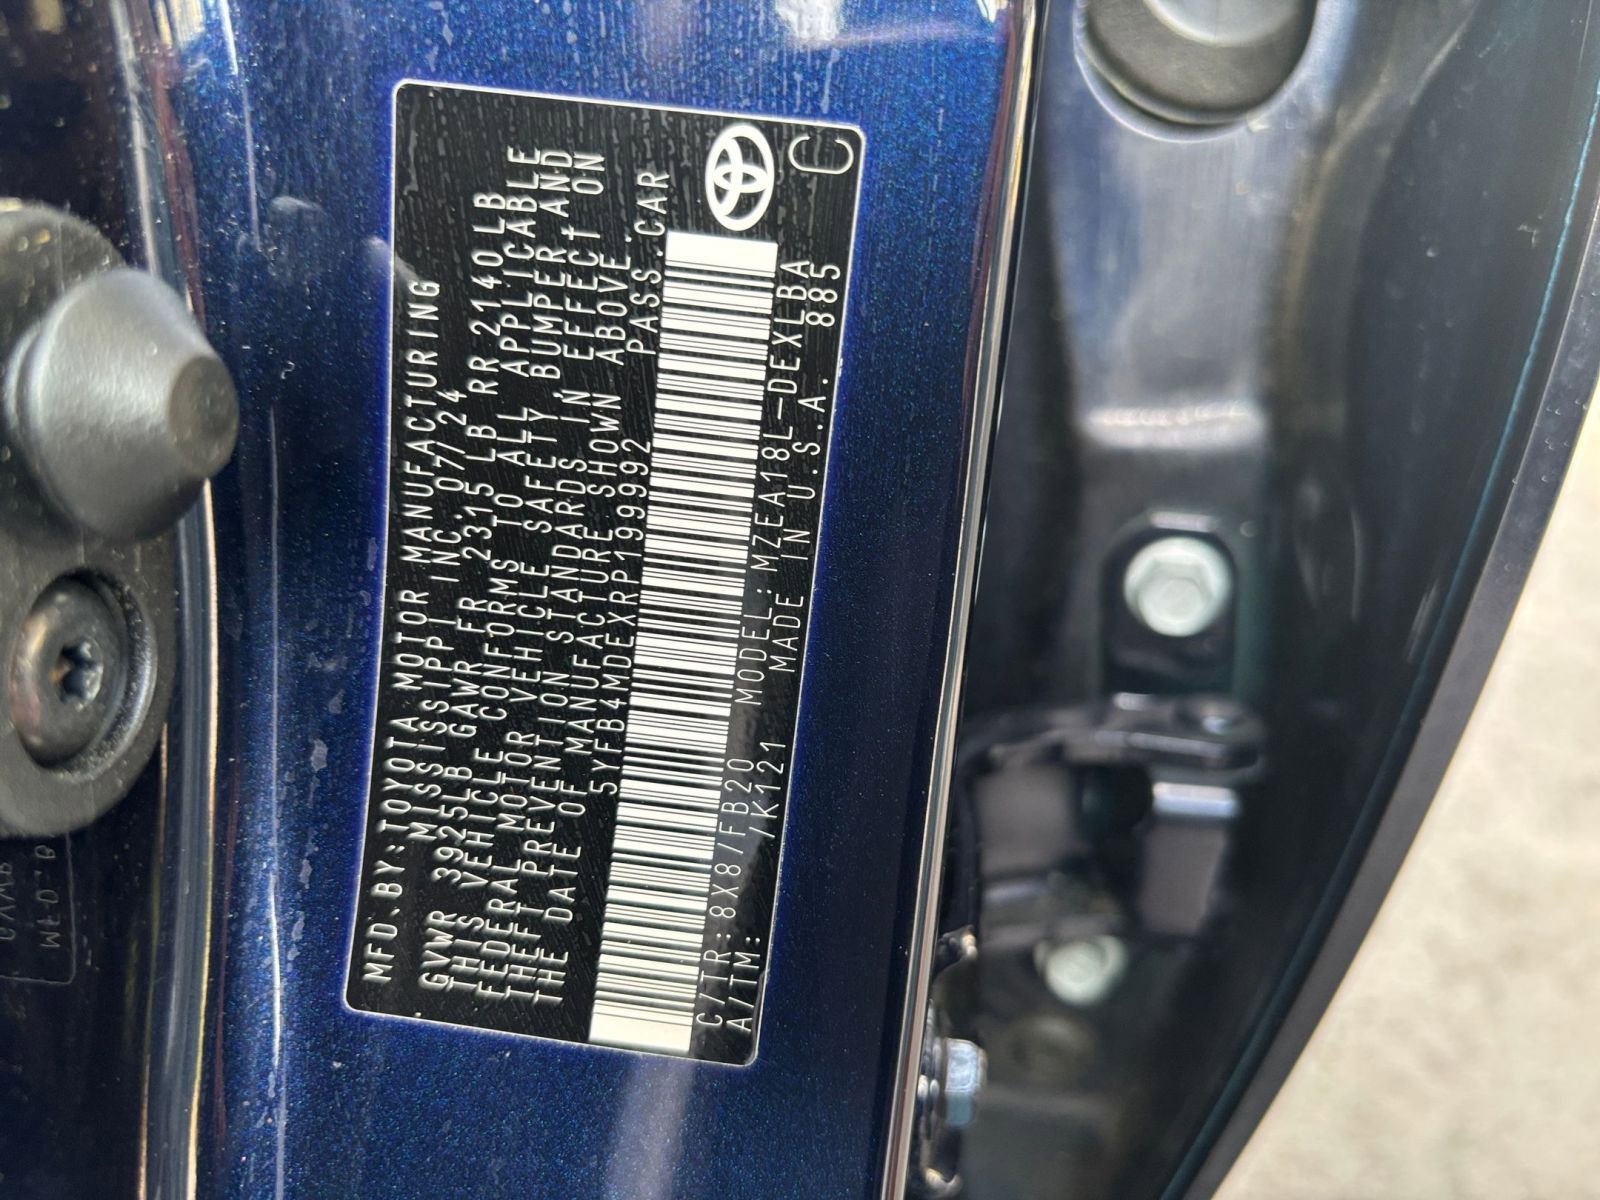 MFD.BY:TOYOTA MOTOR MANUFACTURING
MISSISSIPPI INC. 07/24
GVWR 3925LB GAWR FR 2315 LB RR 2140LB
THIS VEHICLE CONFORMS TO ALL APPLICABLE
FEDERAL MOTOR VEHICLE SAFETY, BUMPER, AND
THEFT PREVENTION STANDARDS IN EFFECT ON
THE DATE OF MANUFACTURE SHOWN ABOVE.
5YFB4MDEXRP199992 PASS.CAR
C/TR:8X8/FB20 MODEL:MZEA18L-DEXLBA
A/TM: /K121 MADE IN U.S.A. 885
C